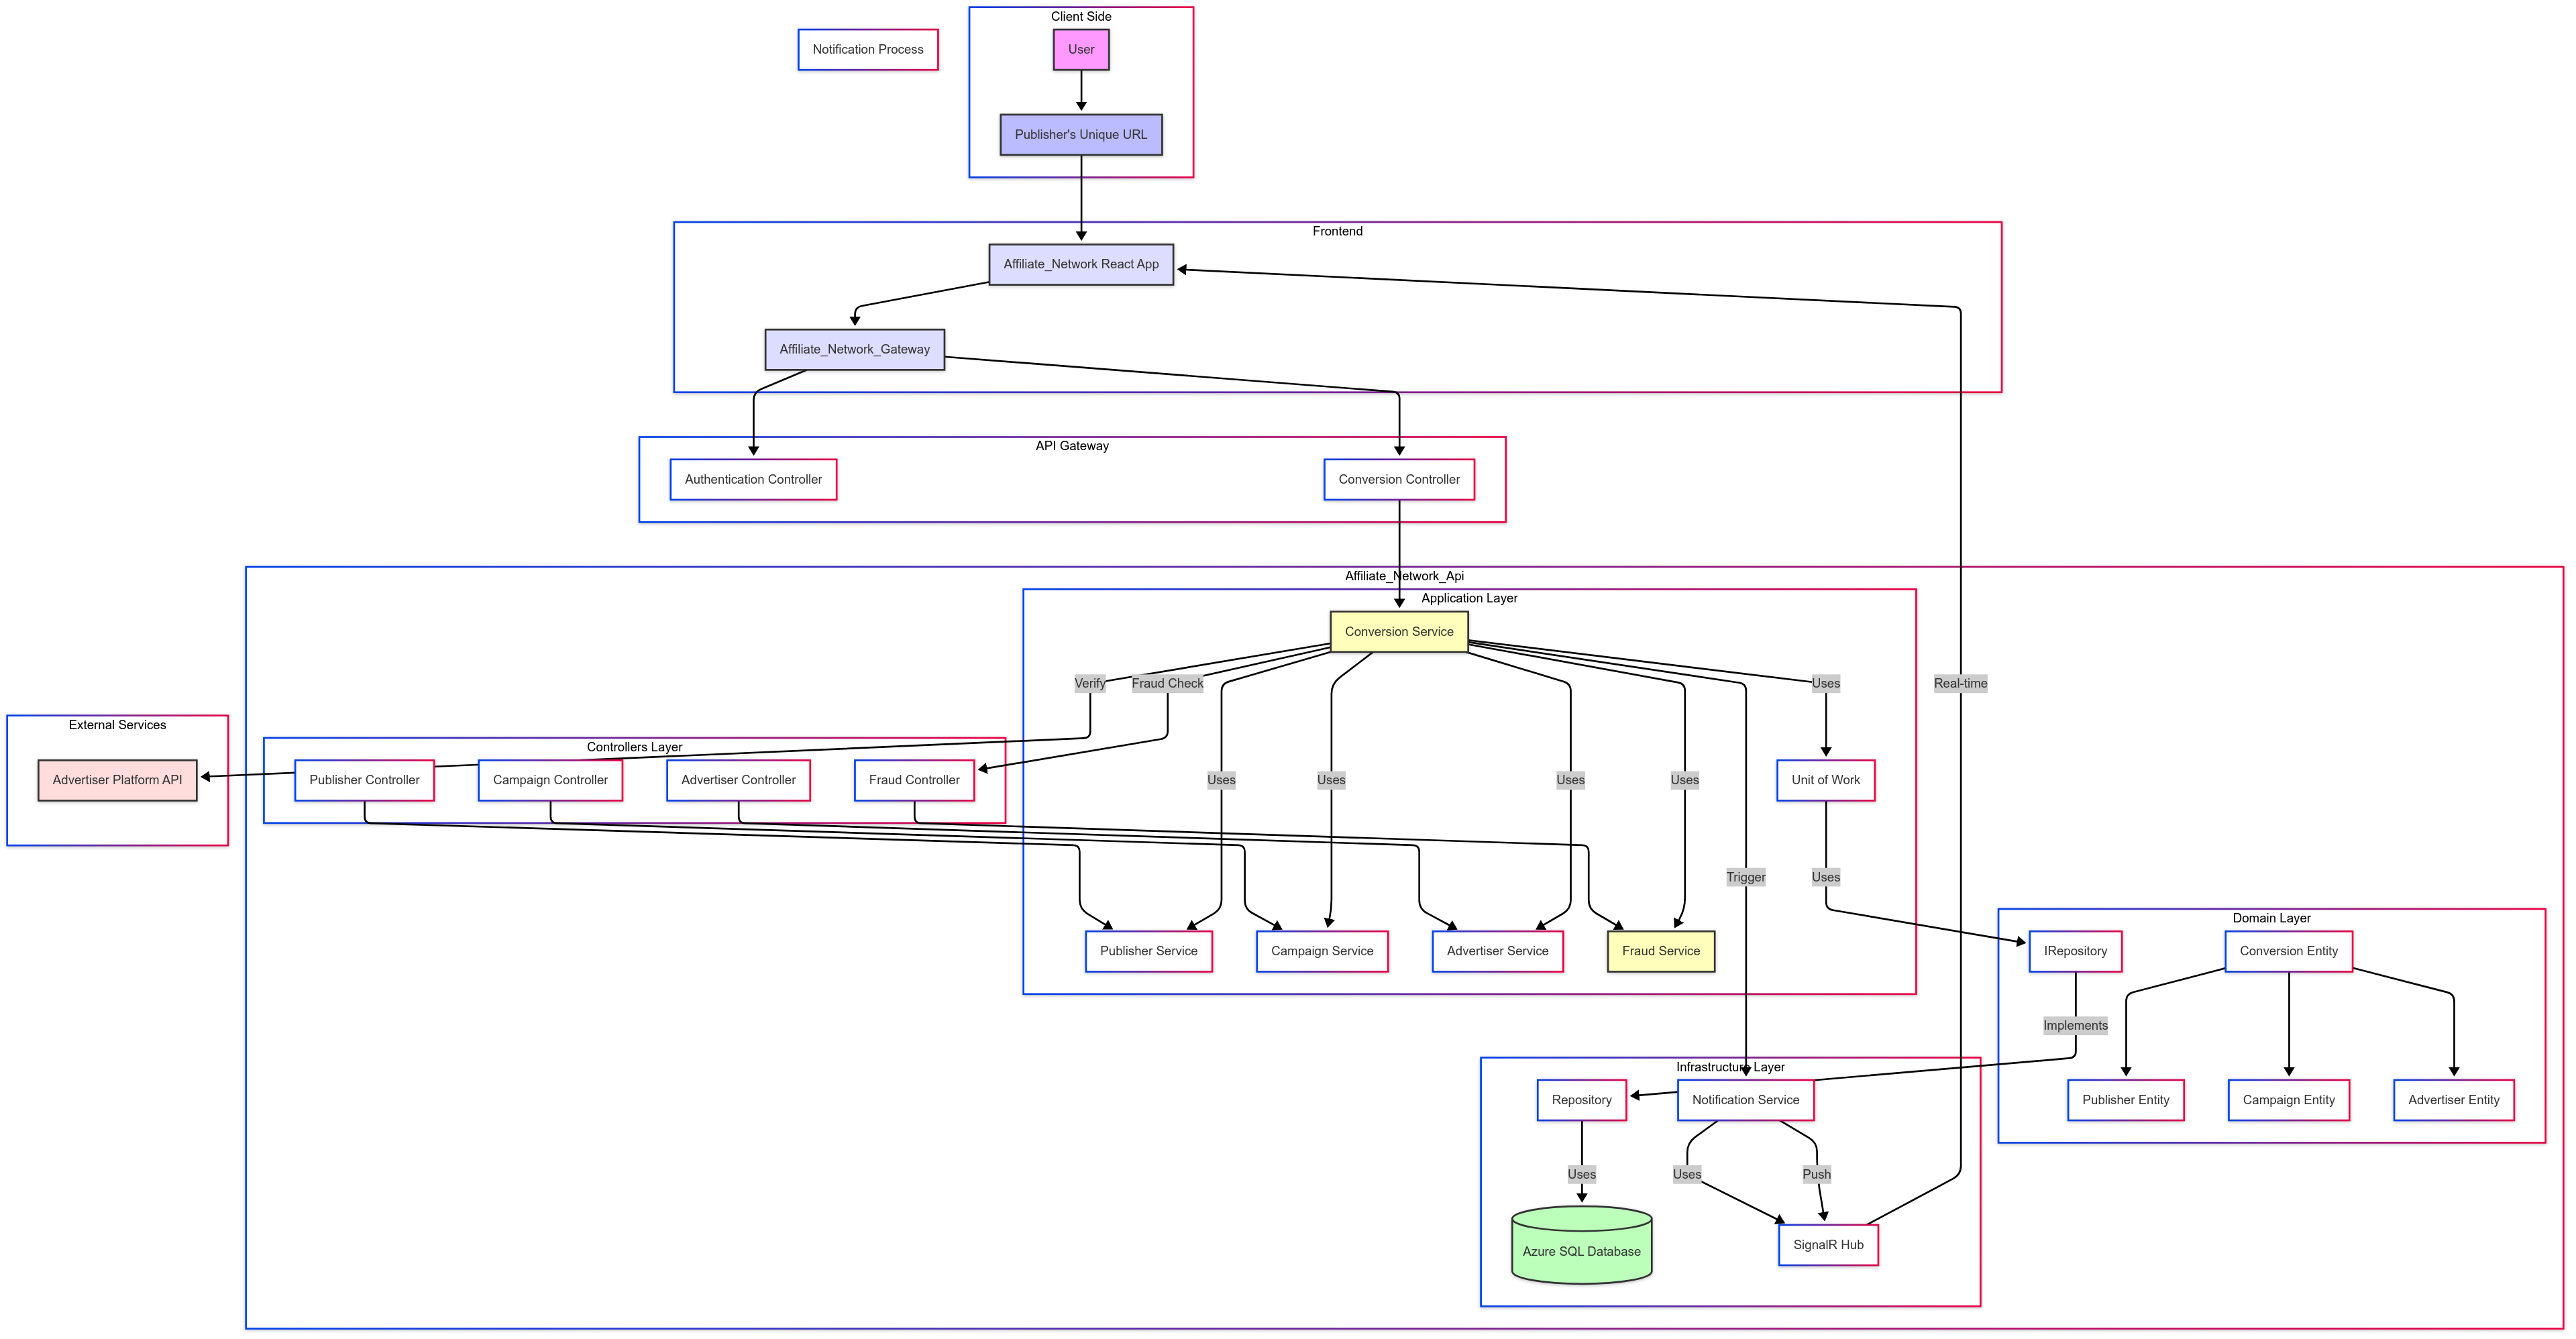 Client Side
Notification Process
User
Publisher's Unique URL
Frontend
Affiliate_Network React App
Affiliate_Network_Gateway
API Gateway
Authentication Controller
Conversion Controller
Affiliate_Network_Api
Application Layer
Conversion Service
Verify
Fraud Check
Uses
Real-time
External Services
Controllers Layer
Advertiser Platform API
Publisher Controller
Campaign Controller
Advertiser Controller
Fraud Controller
Uses
Uses
Uses
Uses
Unit of Work
Trigger
Uses
Domain Layer
Publisher Service
Campaign Service
Advertiser Service
Fraud Service
IRepository
Conversion Entity
Implements
Infrastructure Layer
Repository
Notification Service
Publisher Entity
Campaign Entity
Advertiser Entity
Uses
Uses
Push
Azure SQL Database
SignalR Hub